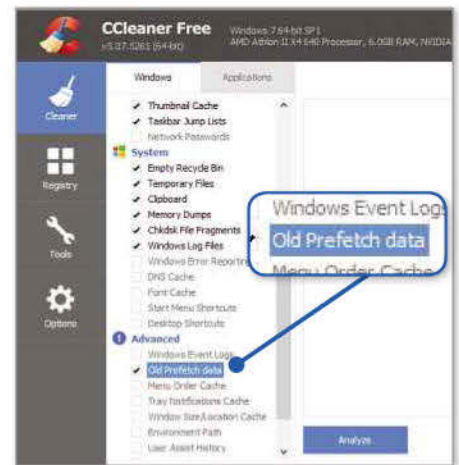 CCleaner Free
Windows 7 64-bit SP1
v5.07.5261 (64-bit)
AMD Athlon II X4 640 Processor, 6.0GB RAM, NVIDIA
Windows
Applications
Cleaner
Registry
Tools
Options
Thumbnail Cache
Taskbar Jump Lists
Network Passwords
System
Empty Recycle Bin
Temporary Files
Clipboard
Memory Dumps
Chkdsk File Fragments
Windows Log Files
Windows Error Reporting
DNS Cache
Font Cache
Start Menu Shortcuts
Desktop Shortcuts
Advanced
Windows Event Logs
Old Prefetch data
Menu Order Cache
Tray Notifications Cache
Window Size/Location Cache
Environment Path
User Assist History
Windows Event Logs
Old Prefetch data
Menu Order Cache
Analyze